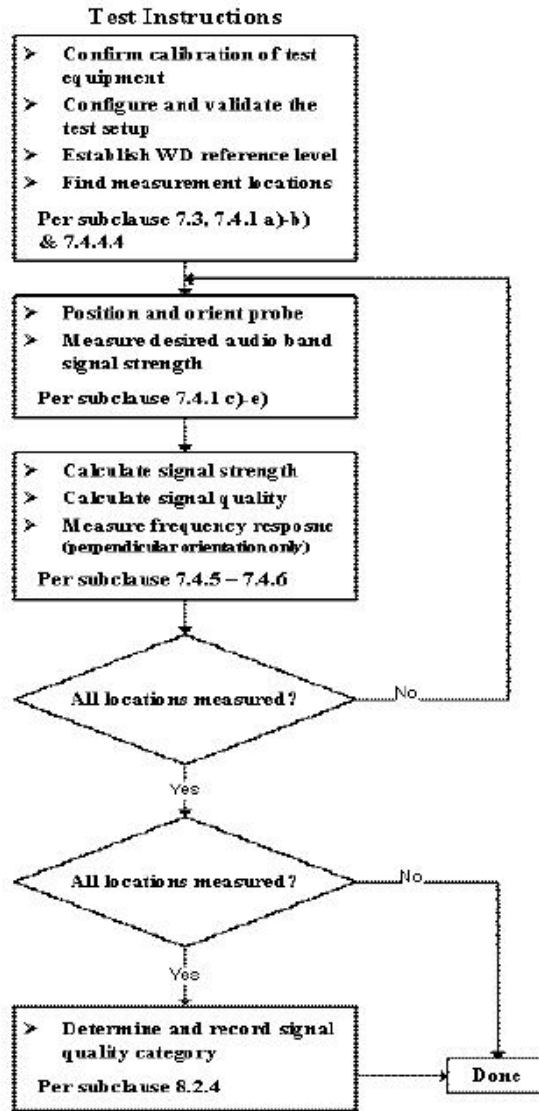 Test Instructions
➢ Confirm calibration of test
equipment
➢ Configure and validate the
test setup
➢ Establish WD reference level
➢ Find measurement locations
Per subclause 7.3, 7.4.1 a)-b)
& 7.4.4.4
➢ Position and orient probe
➢ Measure desired audio band
signal strength
Per subclause 7.4.1 c)-e)
➢ Calculate signal strength
➢ Calculate signal quality
➢ Measure frequency resposne
(perpendicular orientation only)
Per subclause 7.4.5 – 7.4.6
All locations measured?
No
Yes
All locations measured?
No
Yes
➢ Determine and record signal
quality category
Per subclause 8.2.4
Done